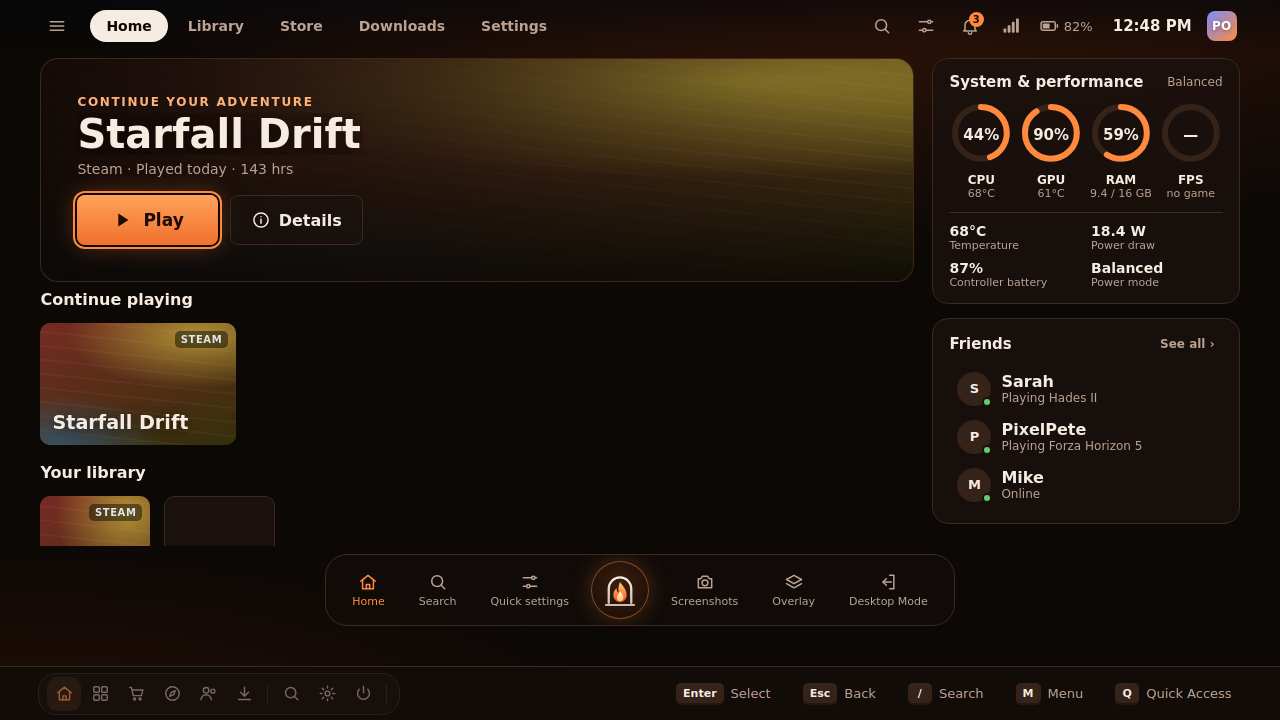 Home
Library
Store
Downloads
Settings
3
82%
12:48 PM
PO
CONTINUE YOUR ADVENTURE
Starfall Drift
Steam · Played today · 143 hrs
Play
Details
Continue playing
STEAM
Starfall Drift
Your library
STEAM
System & performance
Balanced
44%
90%
59%
—
CPU
GPU
RAM
FPS
68°C
61°C
9.4 / 16 GB
no game
68°C
18.4 W
Temperature
Power draw
87%
Balanced
Controller battery
Power mode
Friends
See all ›
S
Sarah
Playing Hades II
P
PixelPete
Playing Forza Horizon 5
M
Mike
Online
Home
Search
Quick settings
Screenshots
Overlay
Desktop Mode
Enter Select
Esc Back
/ Search
M Menu
Q Quick Access